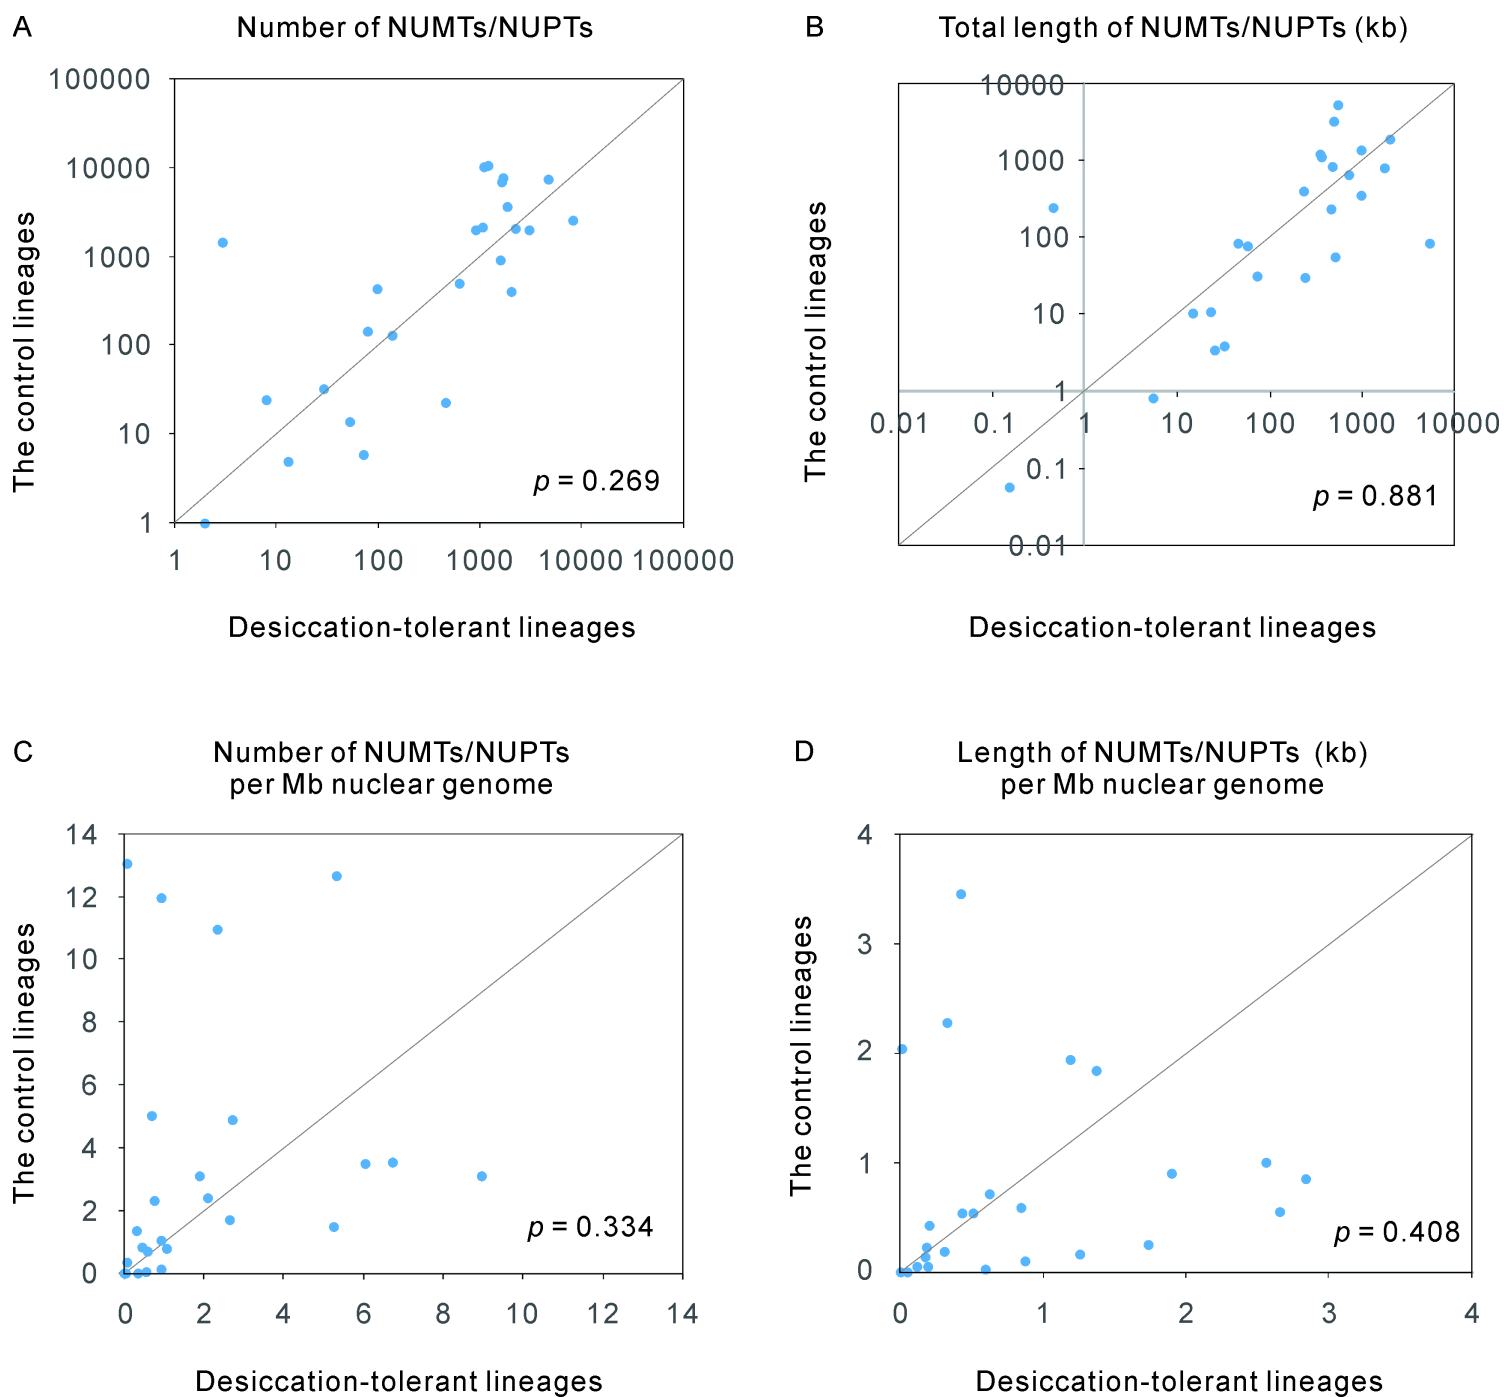 A
Number of NUMTs/NUPTs
100000
10000
1000
100
10
1
The control lineages
p = 0.269
1 10 100 1000 10000 100000
Desiccation-tolerant lineages
B
Total length of NUMTs/NUPTs (kb)
10000
1000
100
10
1
0.01 0.1 1 10 100 1000 10000
0.1
0.01
The control lineages
p = 0.881
Desiccation-tolerant lineages
C
Number of NUMTs/NUPTs
per Mb nuclear genome
14
12
10
8
6
4
2
0
The control lineages
p = 0.334
0 2 4 6 8 10 12 14
Desiccation-tolerant lineages
D
Length of NUMTs/NUPTs (kb)
per Mb nuclear genome
4
3
2
1
0
The control lineages
p = 0.408
0 1 2 3 4
Desiccation-tolerant lineages